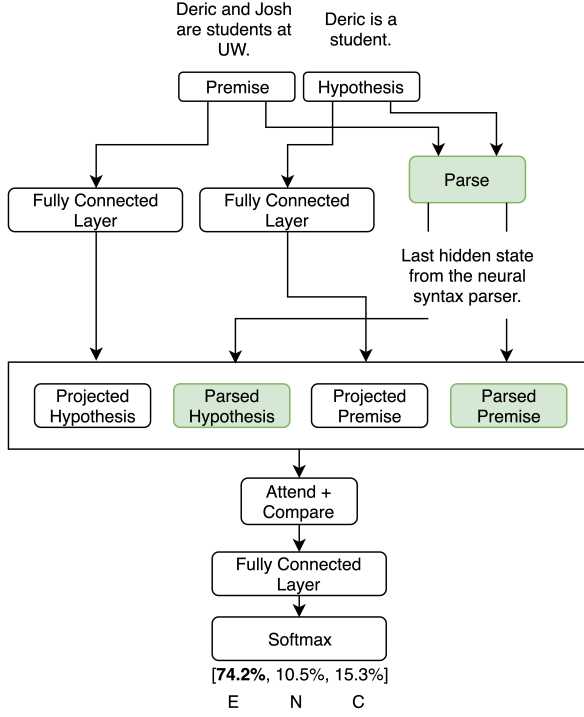 Deric and Josh
are students at
UW.
Deric is a
student.
Premise
Hypothesis
Parse
Fully Connected
Layer
Fully Connected
Layer
Last hidden state
from the neural
syntax parser.
Projected
Hypothesis
Parsed
Hypothesis
Projected
Premise
Parsed
Premise
Attend +
Compare
Fully Connected
Layer
Softmax
[74.2%, 10.5%, 15.3%]
E N C